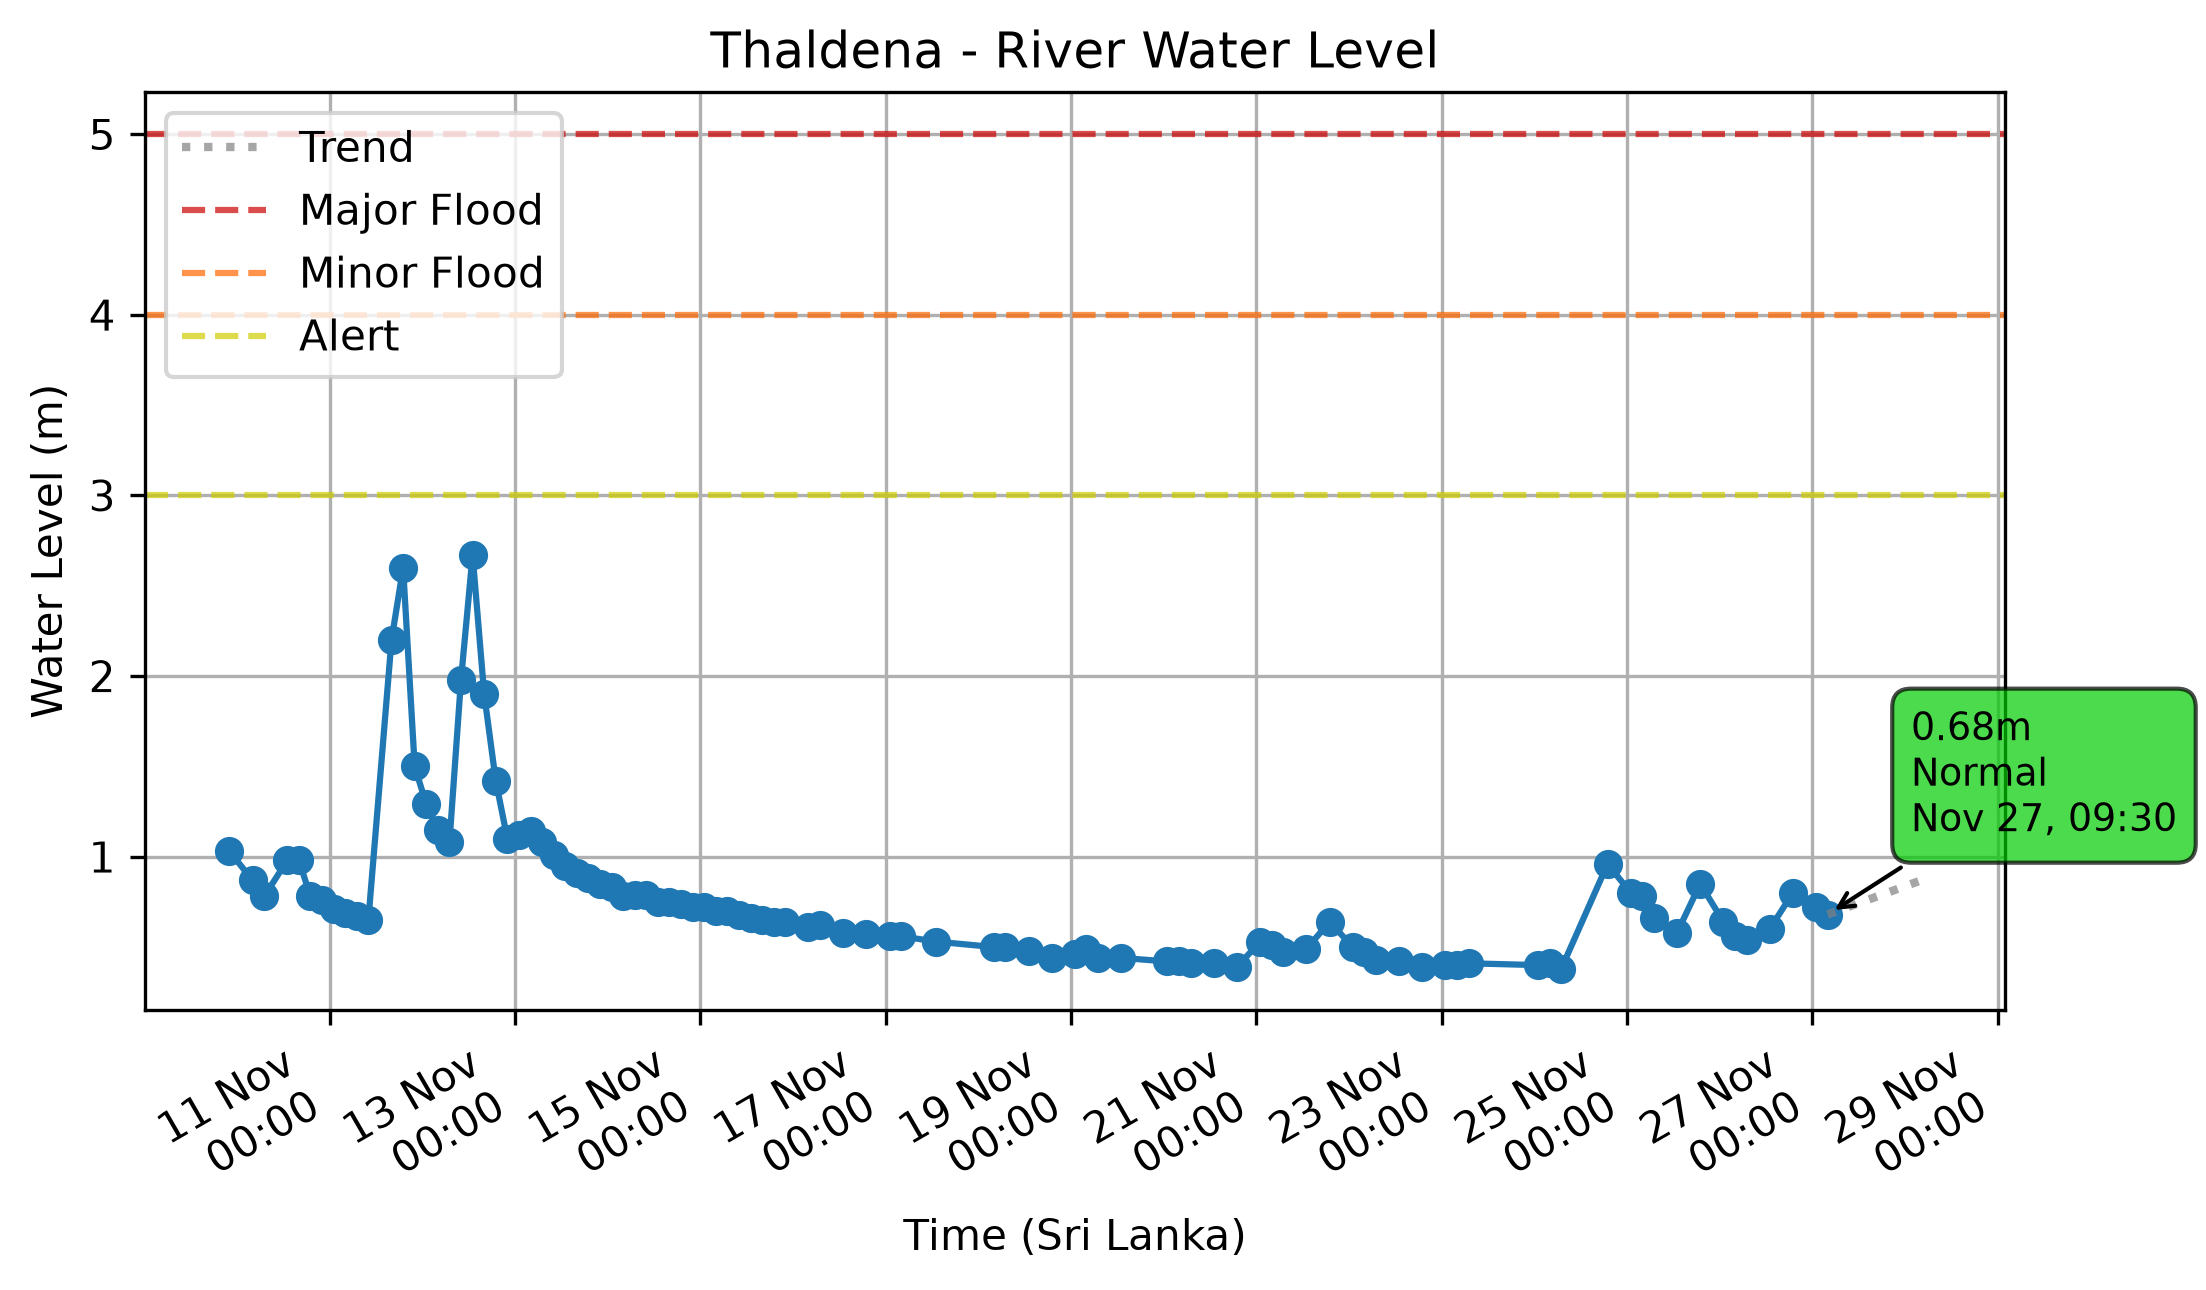 Thaldena - River Water Level
Trend
Major Flood
Minor Flood
Alert
Water Level (m)
5
4
3
2
1
0.68m
Normal
Nov 27, 09:30
11 Nov
00:00
13 Nov
00:00
15 Nov
00:00
17 Nov
00:00
19 Nov
00:00
21 Nov
00:00
23 Nov
00:00
25 Nov
00:00
27 Nov
00:00
29 Nov
00:00
Time (Sri Lanka)